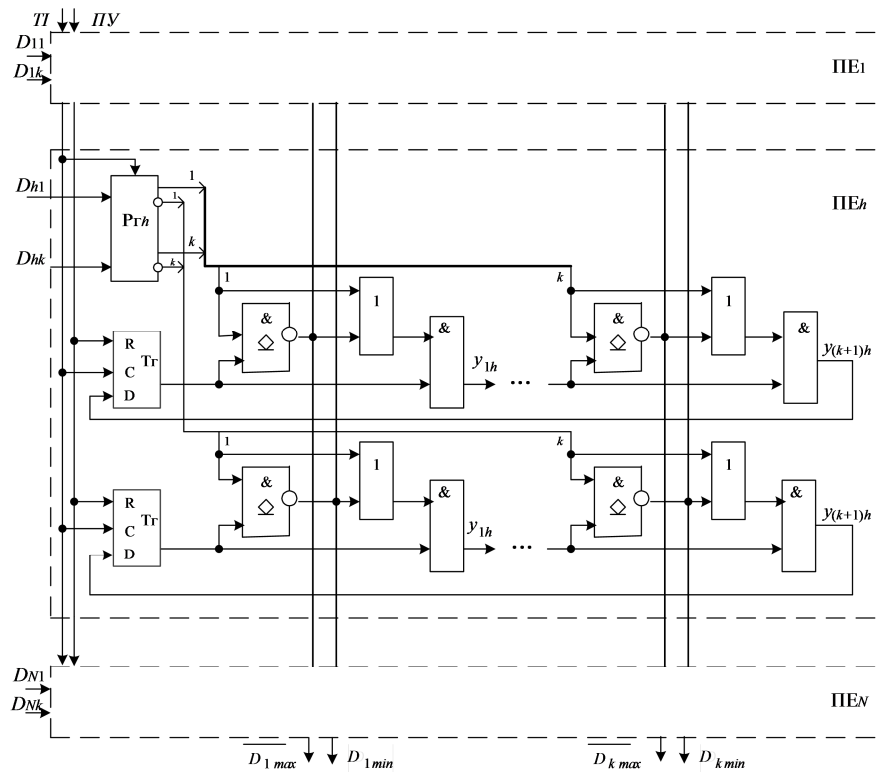 TI ПУ
D11
D1k
ПЕ1
Dh1
Dhk
Ргh
1
1
k
k
ПЕh
1
k
1
1
&
&
&
&
R
C
D
Тг
y1h
...
y(k+1)h
1
k
1
1
&
&
&
&
R
C
D
Тг
y1h
...
y(k+1)h
DN1
DNk
ПЕN
D1 max
D1 min
Dk max
Dk min